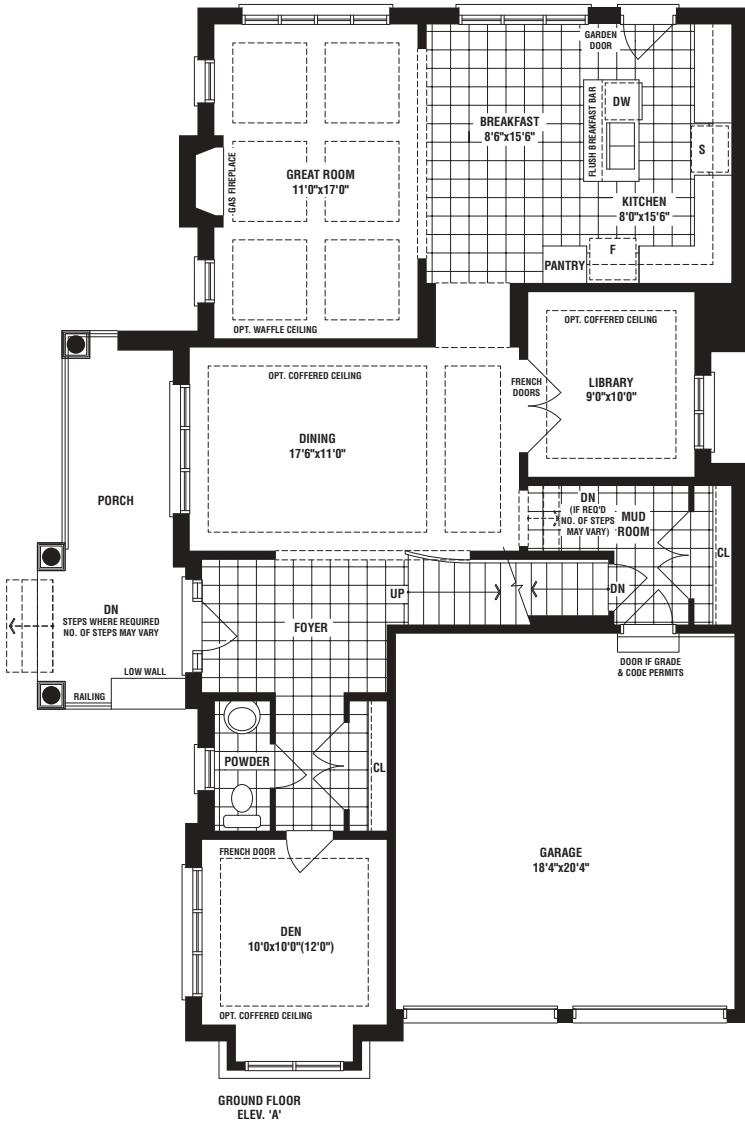 GARDEN
DOOR
DW
BREAKFAST
8'6"x15'6"
FLUSH BREAKFAST BAR
S
GAS FIREPLACE
GREAT ROOM
11'0"x17'0"
KITCHEN
8'0"x15'6"
F
PANTRY
OPT. WAFFLE CEILING
OPT. COFFERED CEILING
OPT. COFFERED CEILING
FRENCH
DOORS
LIBRARY
9'0"x10'0"
DINING
17'6"x11'0"
PORCH
DN
(IF REQ'D
NO. OF STEPS
MAY VARY)
MUD
ROOM
CL
UP
DN
DN
STEPS WHERE REQUIRED
NO. OF STEPS MAY VARY
FOYER
LOW WALL
RAILING
DOOR IF GRADE
& CODE PERMITS
POWDER
CL
FRENCH DOOR
GARAGE
18'4"x20'4"
DEN
10'0x10'0"(12'0")
OPT. COFFERED CEILING
GROUND FLOOR
ELEV. 'A'